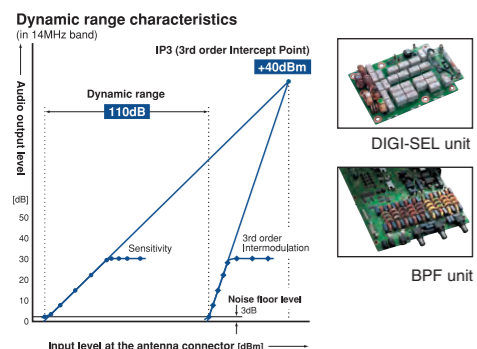 Dynamic range characteristics
(in 14MHz band)
IP3 (3rd order Intercept Point)
+40dBm
Dynamic range
110dB
Audio output level
[dB]
50
40
30
20
10
0
Sensitivity
3rd order
Intermodulation
Noise floor level
3dB
Input level at the antenna connector [dBm]
DIGI-SEL unit
BPF unit